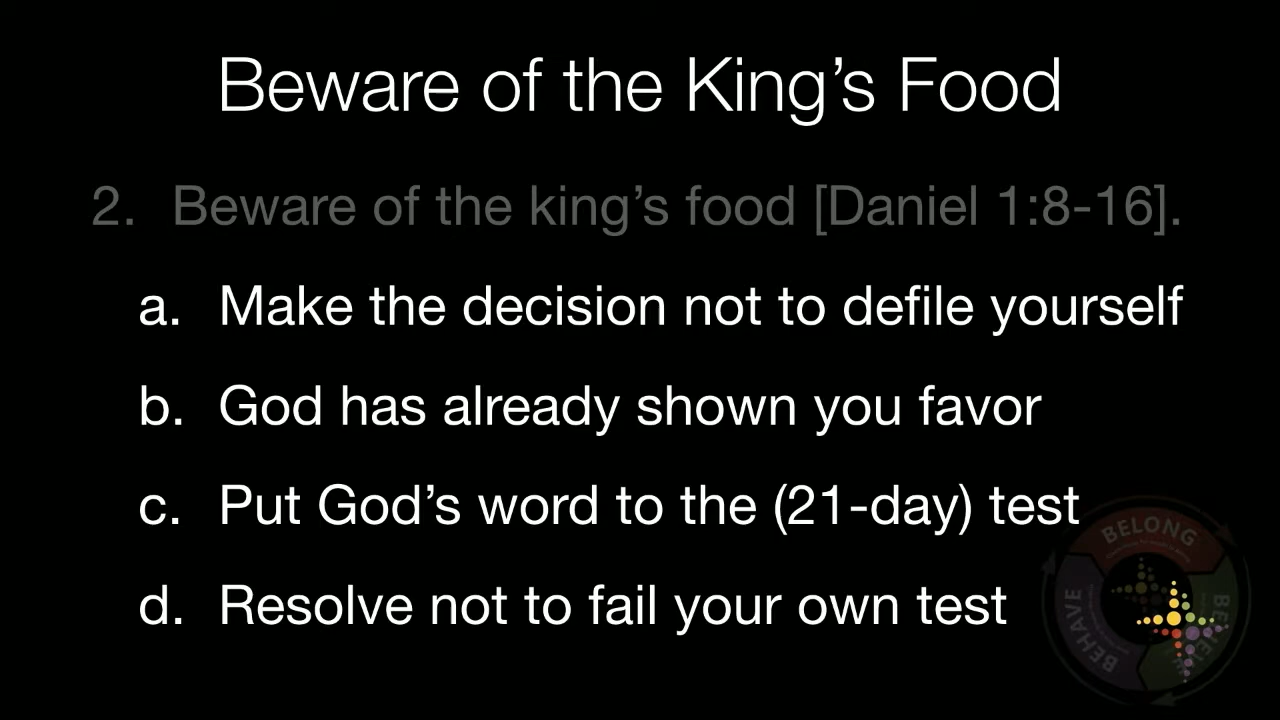 Beware of the King’s Food
2. Beware of the king’s food [Daniel 1:8-16].
a. Make the decision not to defile yourself
b. God has already shown you favor
c. Put God’s word to the (21-day) test
d. Resolve not to fail your own test
BELONG
BEHAVE